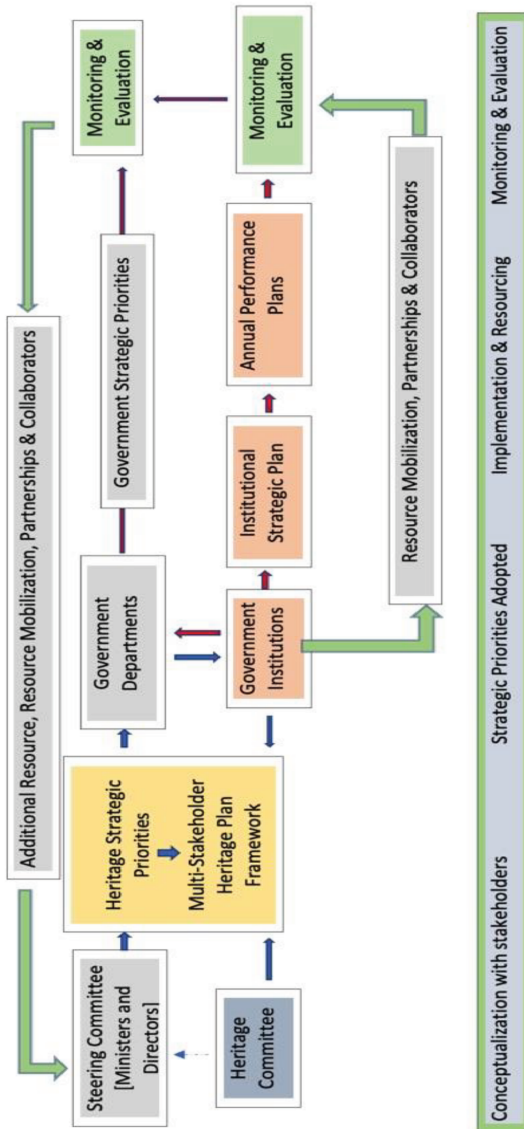 Additional Resource, Resource Mobilization, Partnerships & Collaborators
Steering Committee
[Ministers and
Directors]
Heritage Strategic
Priorities
Multi-Stakeholder
Heritage Plan
Framework
Government
Departments
Government Strategic Priorities
Monitoring &
Evaluation
Heritage
Committee
Government
Institutions
Institutional
Strategic Plan
Annual Performance
Plans
Monitoring &
Evaluation
Resource Mobilization, Partnerships & Collaborators
Conceptualization with stakeholders Strategic Priorities Adopted Implementation & Resourcing Monitoring & Evaluation